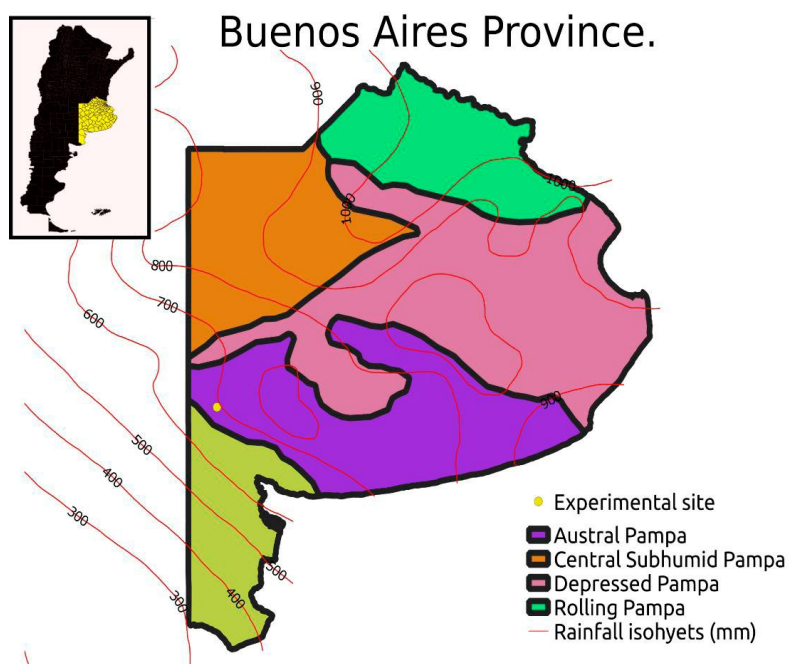 Buenos Aires Province.
900
1000
1000
800
700
600
900
500
400
300
500
400
300
Experimental site
Austral Pampa
Central Subhumid Pampa
Depressed Pampa
Rolling Pampa
Rainfall isohyets (mm)